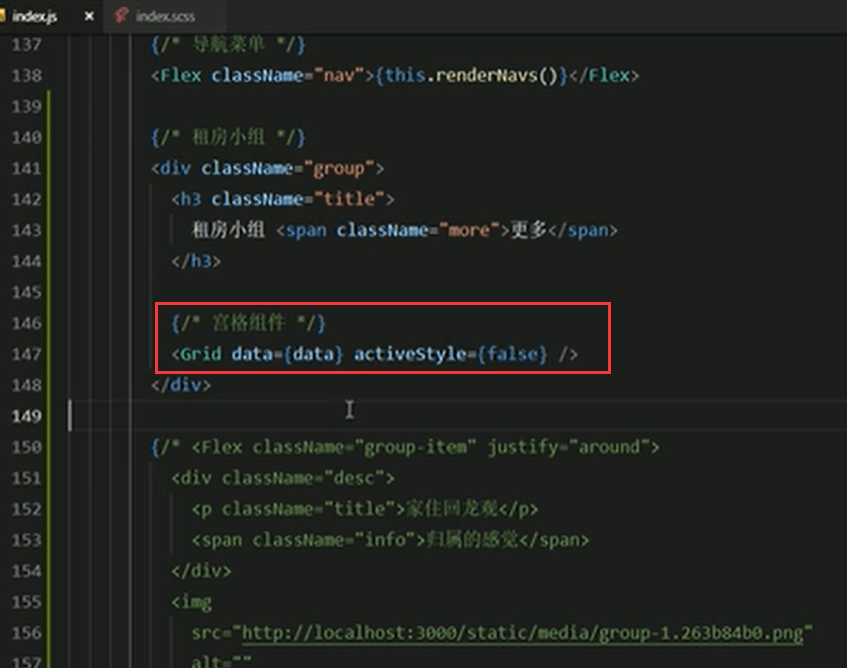 index.js × index.scss
137 {/* 导航菜单 */}
138 <Flex className="nav">{this.renderNavs()}</Flex>
139
140 {/* 租房小组 */}
141 <div className="group">
142 <h3 className="title">
143 租房小组 <span className="more">更多</span>
144 </h3>
145
146 {/* 宫格组件 */}
147 <Grid data={data} activeStyle={false} />
148 </div>
149
150 {/* <Flex className="group-item" justify="around">
151 <div className="desc">
152 <p className="title">家住回龙观</p>
153 <span className="info">归属的感觉</span>
154 </div>
155 <img
156 src="http://localhost:3000/static/media/group-1.263b84b0.png"
157 alt=""